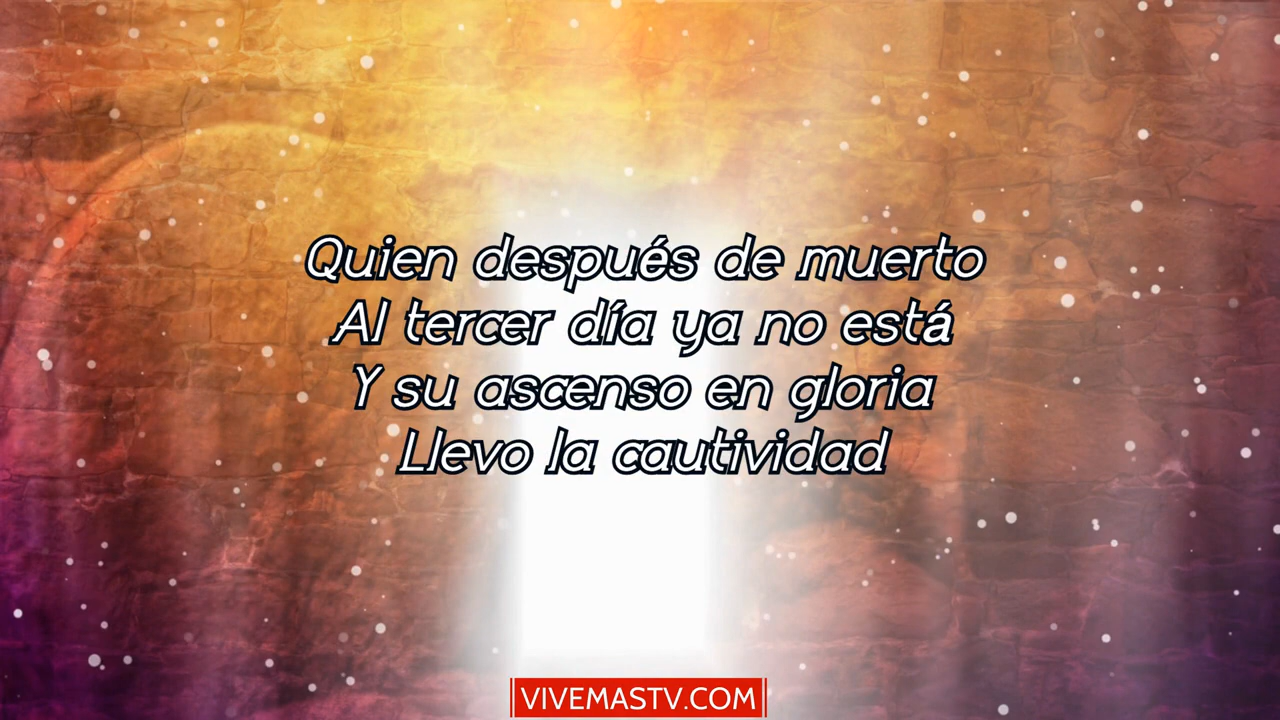 Quien después de muerto
Al tercer día ya no está
Y su ascenso en gloria
Llevo la cautividad
VIVEMASTV.COM